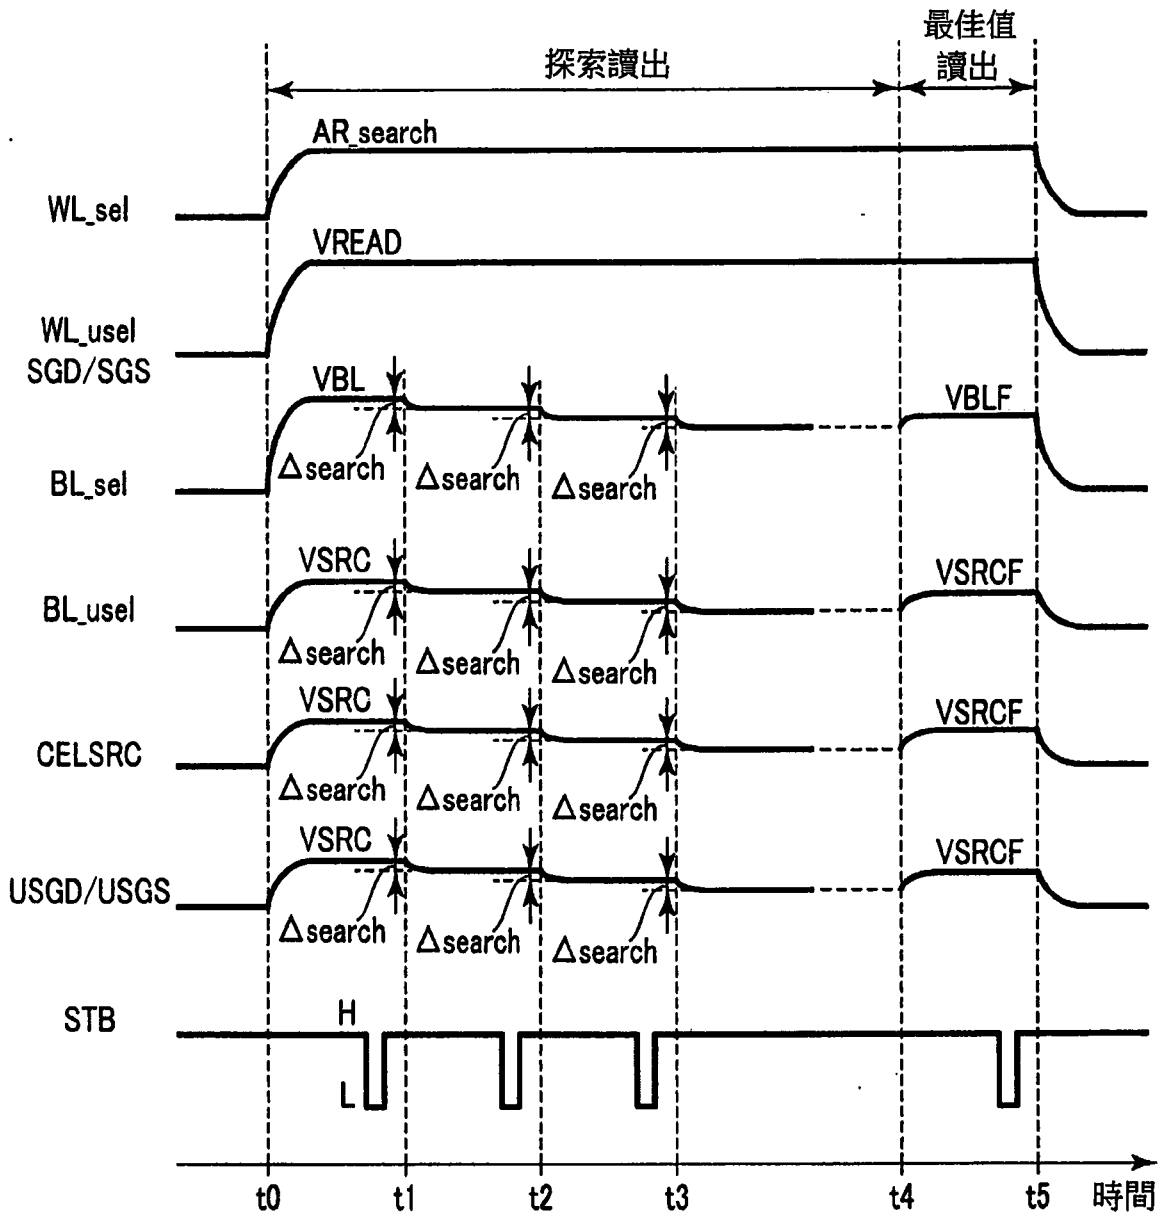 最佳值
探索讀出
讀出
AR_search
WL_sel
VREAD
WL_usel
SGD/SGS
VBL
VBLF
Δsearch
Δsearch
Δsearch
BL_sel
VSRC
VSRCF
BL_usel
Δsearch
Δsearch
Δsearch
VSRC
VSRCF
CELSRC
Δsearch
Δsearch
Δsearch
VSRC
VSRCF
USGD/USGS
Δsearch
Δsearch
Δsearch
STB
H
L
t0
t1
t2
t3
t4
t5
時間